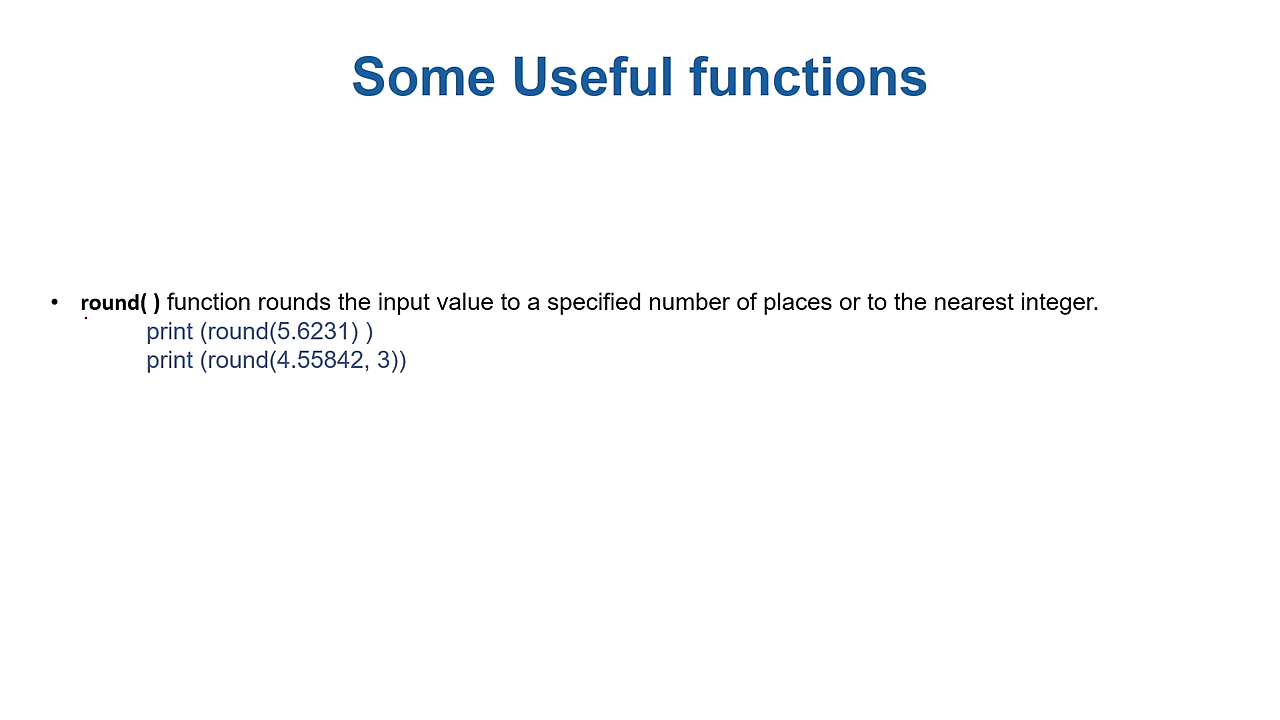 Some Useful functions
• round( ) function rounds the input value to a specified number of places or to the nearest integer.
print (round(5.6231) )
print (round(4.55842, 3))